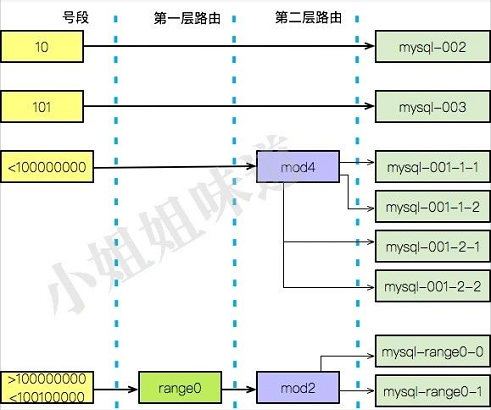 号段 第一层路由 第二层路由
10 mysql-002
101 mysql-003
<100000000 mod4 mysql-001-1-1
mysql-001-1-2
mysql-001-2-1
mysql-001-2-2
mysql-range0-0
>100000000
<100100000 range0 mod2 mysql-range0-1
小姐姐味道